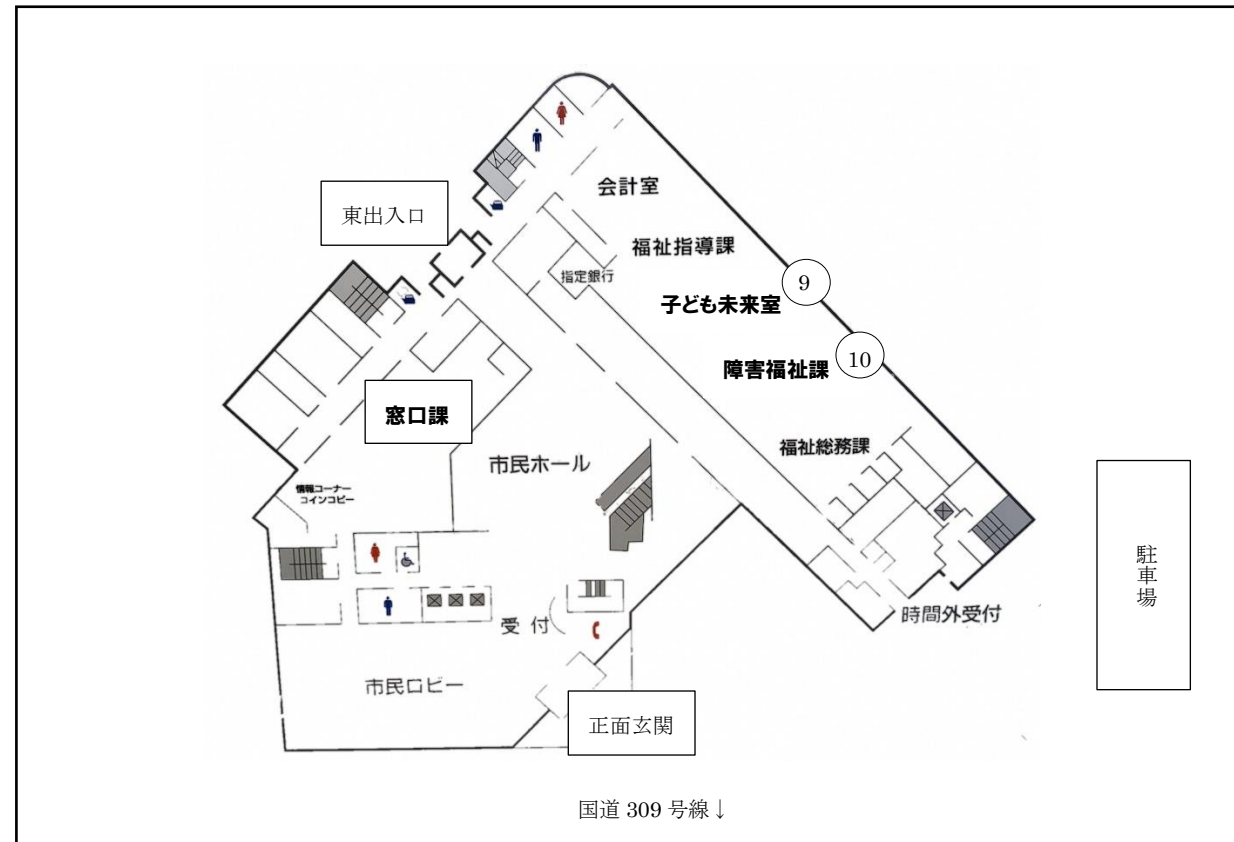 会計室
東出入口
福祉指導課
指定銀行
9
子ども未来室
10
障害福祉課
窓口課
福祉総務課
市民ホール
情報コーナー
コインコピー
駐車場
時間外受付
受付
市民ロビー
正面玄関
国道 309 号線↓